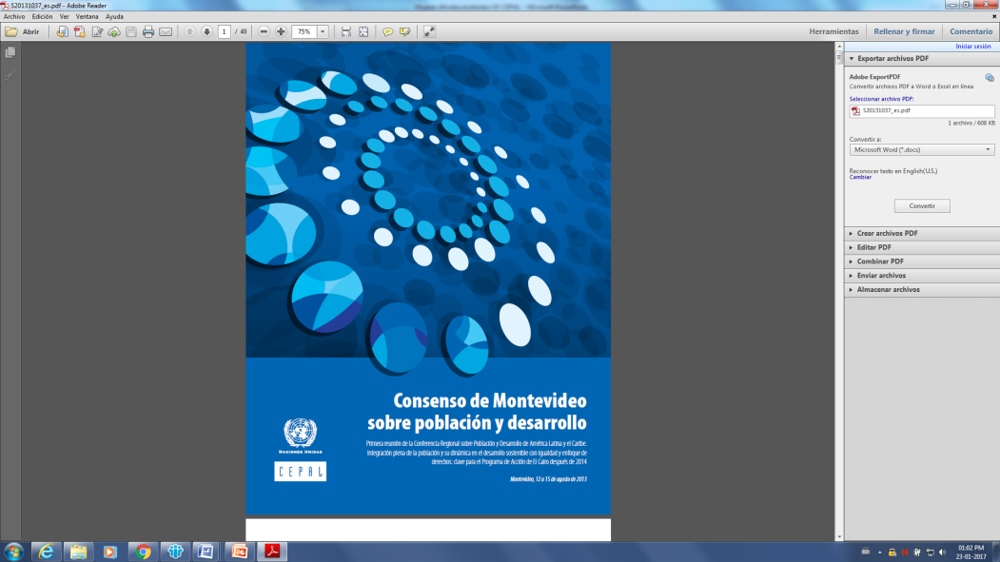 S20131037_es.pdf - Adobe Reader
Archivo Edición Ver Ventana Ayuda
Abrir 1 / 40 75% Herramientas Rellenar y firmar Comentario
Iniciar sesión
Exportar archivos PDF
Adobe ExportPDF
Convertir archivos PDF a Word o Excel en línea
Seleccionar archivo PDF:
S20131037_es.pdf
1 archivo / 608 KB
Convertir a:
Microsoft Word (*.docx)
Reconocer texto en English(U.S.)
Cambiar
Convertir
Crear archivos PDF
Editar PDF
Combinar PDF
Enviar archivos
Almacenar archivos
Consenso de Montevideo
sobre población y desarrollo
Primera reunión de la Conferencia Regional sobre Población y Desarrollo de América Latina y el Caribe.
Integración plena de la población y su dinámica en el desarrollo sostenible con igualdad y enfoque de
derechos: clave para el Programa de Acción de El Cairo después de 2014
Montevideo, 12 a 15 de agosto de 2013
NACIONES UNIDAS
CEPAL
01:02 PM
23-01-2017